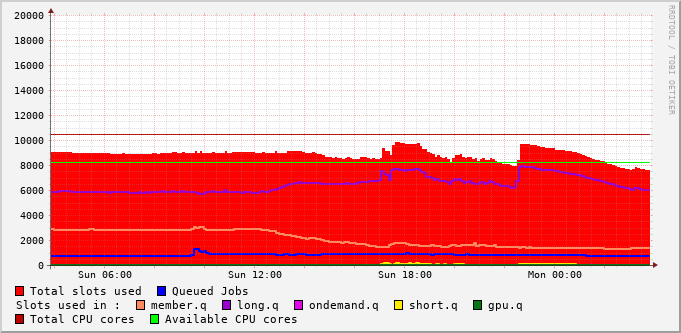 20000
18000
16000
14000
12000
10000
8000
6000
4000
2000
0
Sun 06:00 Sun 12:00 Sun 18:00 Mon 00:00
Total slots used Queued Jobs
Slots used in : member.q long.q ondemand.q short.q gpu.q
Total CPU cores Available CPU cores
RRDTOOL / TOBI OETIKER